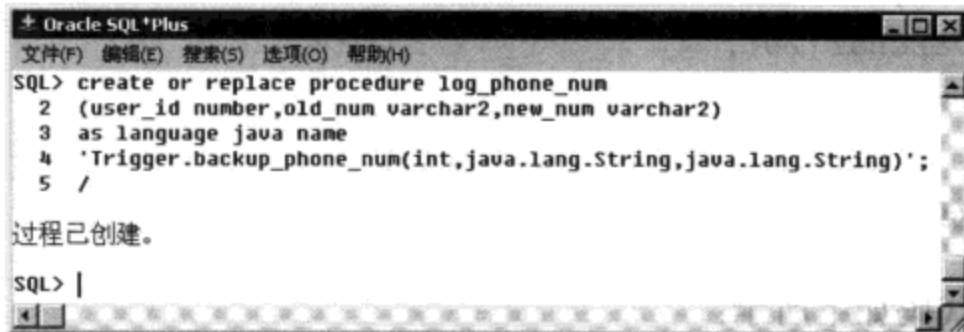 Oracle SQL*Plus
文件(F) 编辑(E) 搜索(S) 选项(O) 帮助(H)
SQL> create or replace procedure log_phone_num
2 (user_id number,old_num varchar2,new_num varchar2)
3 as language java name
4 'Trigger.backup_phone_num(int,java.lang.String,java.lang.String)';
5 /
过程已创建。
SQL>